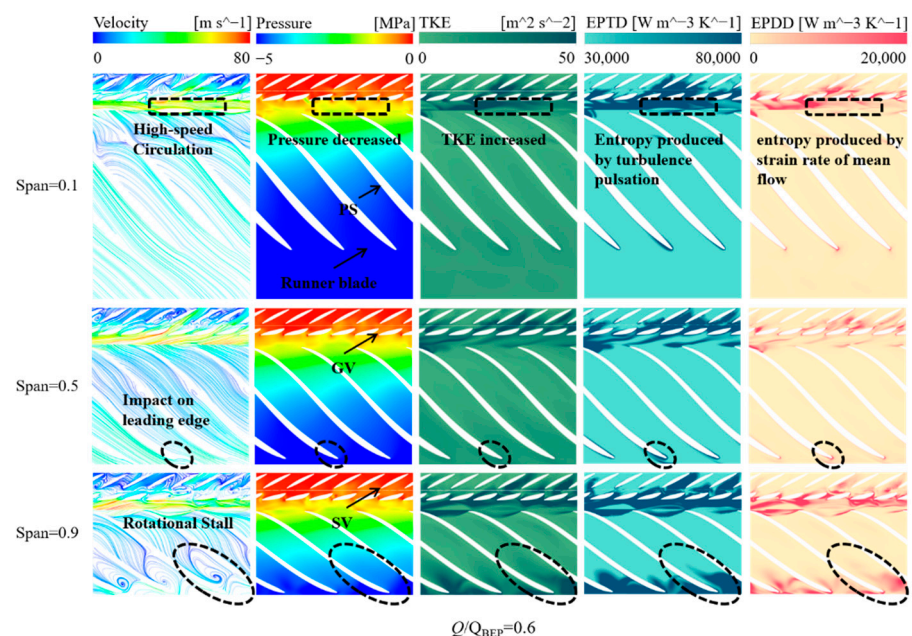 Velocity [m s^−1] Pressure [MPa] TKE [m^2 s^−2] EPTD [W m^−3 K^−1] EPDD [W m^−3 K^−1]
0 80 −5 0 0 50 30,000 80,000 0 20,000
Span=0.1
High-speed
Circulation
Pressure decreased
PS
Runner blade
TKE increased
Entropy produced
by turbulence
pulsation
entropy produced by
strain rate of mean
flow
Span=0.5
Impact on
leading edge
GV
Span=0.9
Rotational Stall
SV
Q/QBEP=0.6